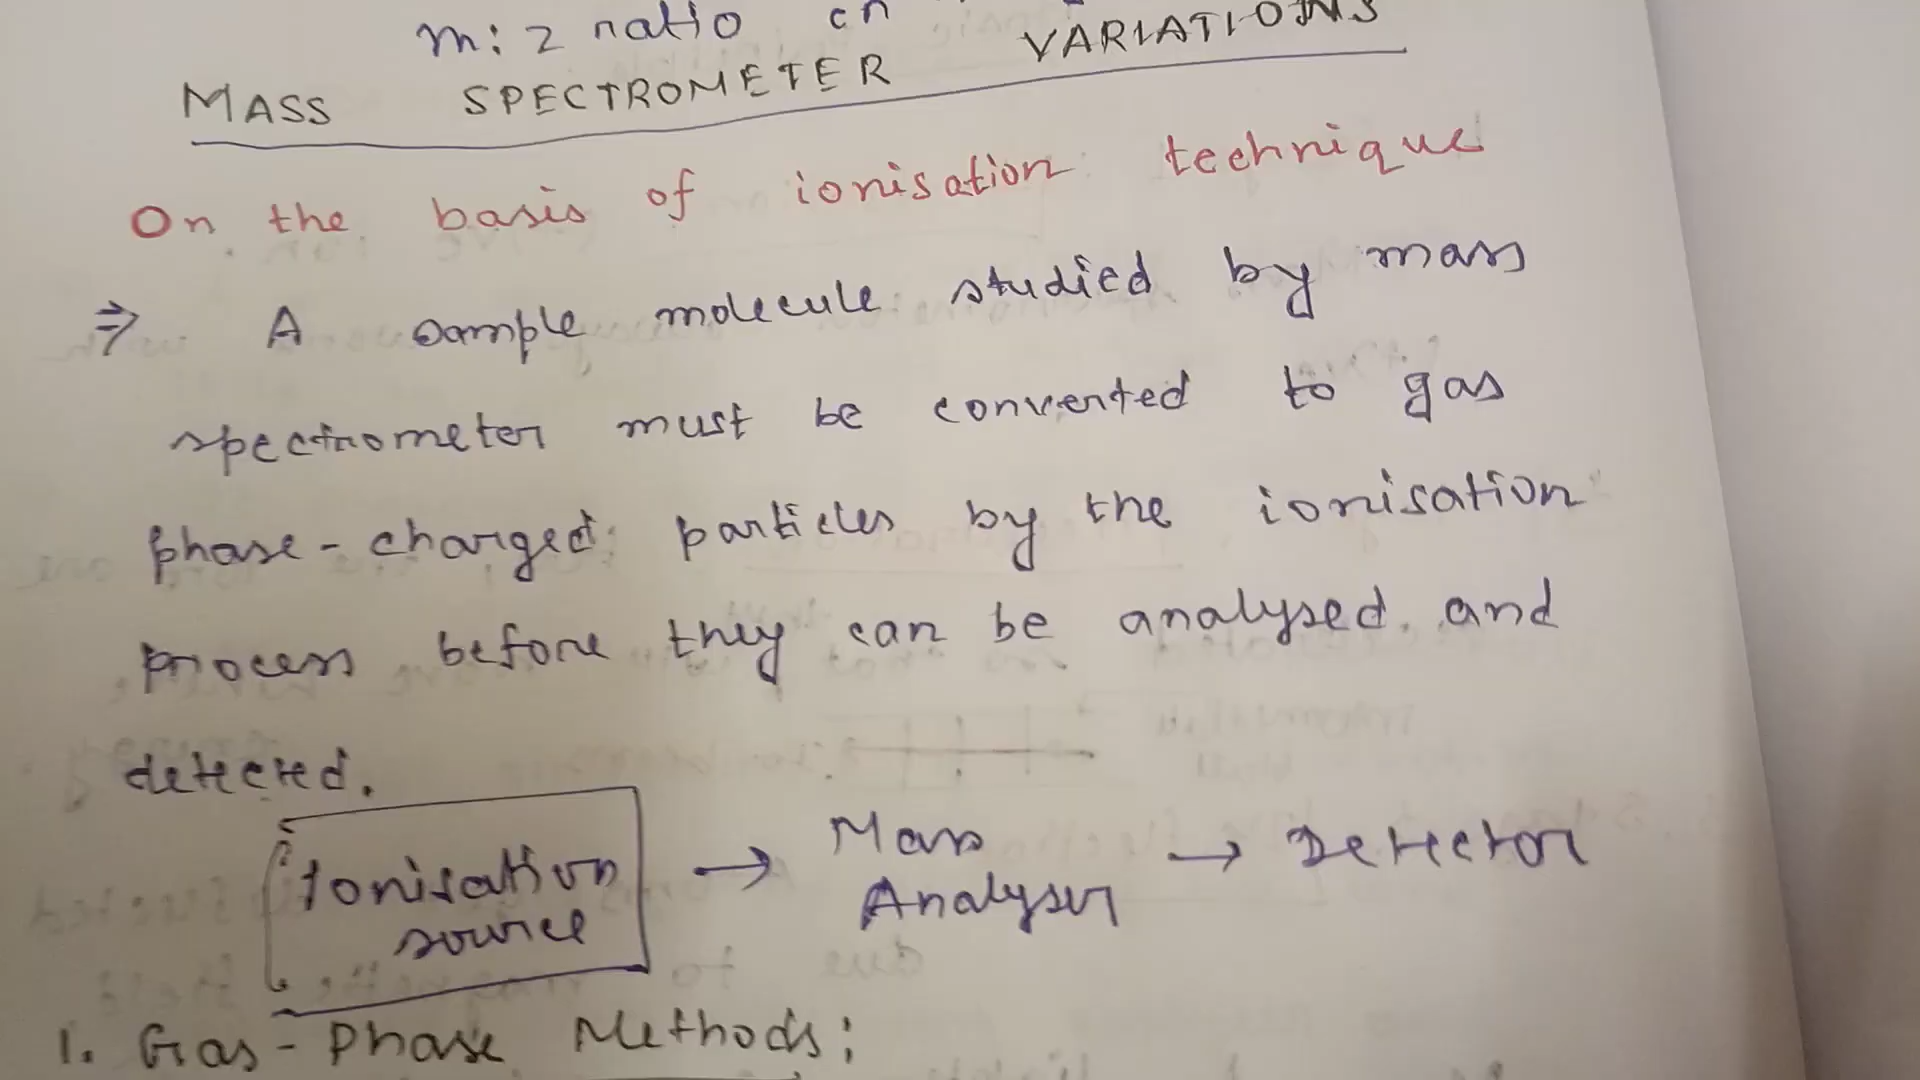 m: z ratio
MASS SPECTROMETER VARIATIONS
On the basis of ionisation technique
⇒ A sample molecule studied by mass
spectrometer must be converted to gas
phase - charged particles by the ionisation
process before they can be analysed and
detected.
Ionisation source → Mass Analyser → Detector
1. Gas - Phase Methods: